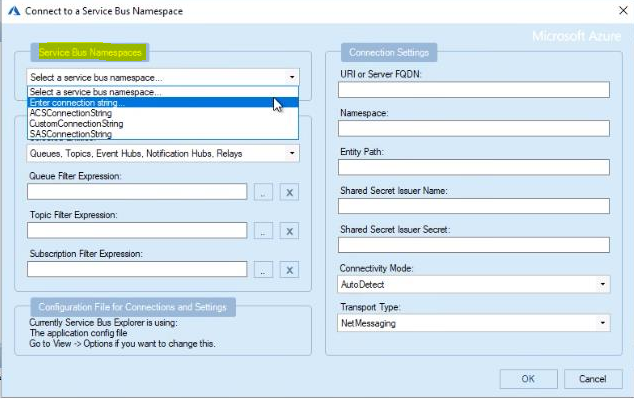 Connect to a Service Bus Namespace
Microsoft Azure
Service Bus Namespaces
Select a service bus namespace...
Select a service bus namespace...
Enter connection string...
ACSConnectionString
CustomConnectionString
SASConnectionString
Queues, Topics, Event Hubs, Notification Hubs, Relays
Queue Filter Expression:
..
X
Topic Filter Expression:
..
X
Subscription Filter Expression:
..
X
Configuration File for Connections and Settings
Currently Service Bus Explorer is using:
The application config file
Go to View -> Options if you want to change this.
Connection Settings
URI or Server FQDN:
Namespace:
Entity Path:
Shared Secret Issuer Name:
Shared Secret Issuer Secret:
Connectivity Mode:
AutoDetect
Transport Type:
NetMessaging
OK
Cancel